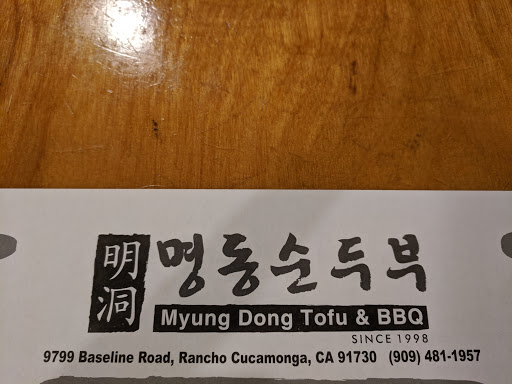 明洞
명동순두부
Myung Dong Tofu & BBQ
SINCE 1998
9799 Baseline Road, Rancho Cucamonga, CA 91730 (909) 481-1957